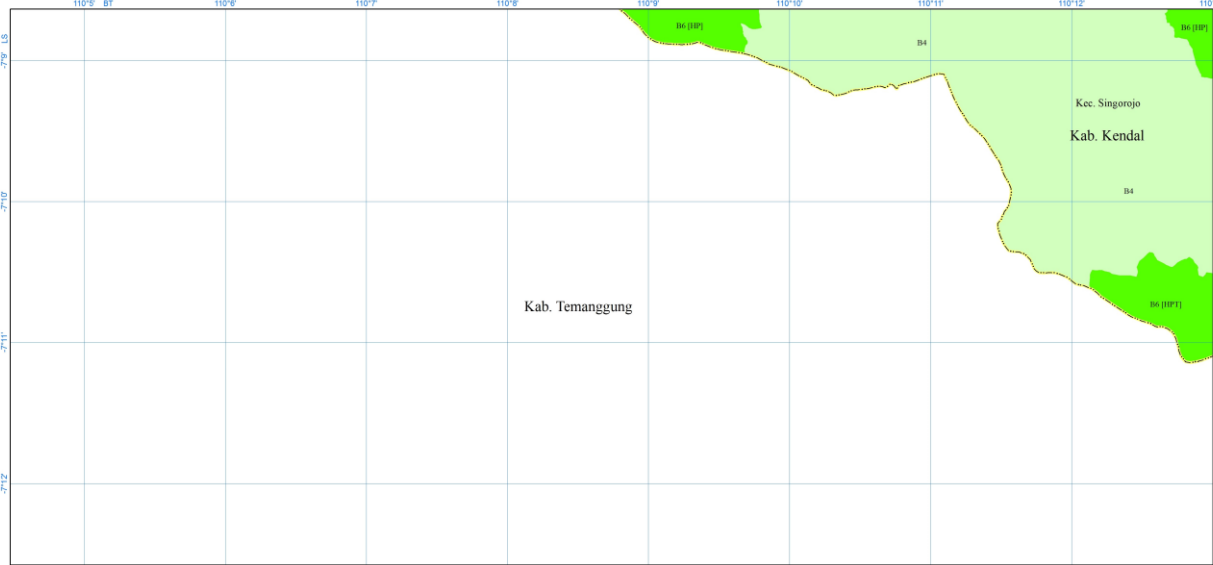 110°5' BT 110°6' 110°7' 110°8' 110°9' 110°10' 110°11' 110°12' 110
B6 [HP] B6 [HP]
B4
-7°9' LS
Kec. Singorojo
Kab. Kendal
B4
-7°10'
B6 [HPT]
Kab. Temanggung
-7°11'
-7°12'